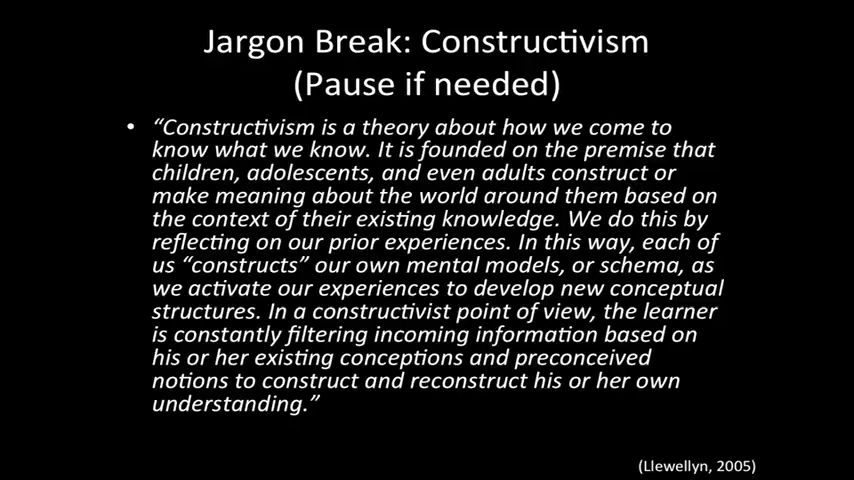 Jargon Break: Constructivism
(Pause if needed)
• “Constructivism is a theory about how we come to
know what we know. It is founded on the premise that
children, adolescents, and even adults construct or
make meaning about the world around them based on
the context of their existing knowledge. We do this by
reflecting on our prior experiences. In this way, each of
us “constructs” our own mental models, or schema, as
we activate our experiences to develop new conceptual
structures. In a constructivist point of view, the learner
is constantly filtering incoming information based on
his or her existing conceptions and preconceived
notions to construct and reconstruct his or her own
understanding.”
(Llewellyn, 2005)